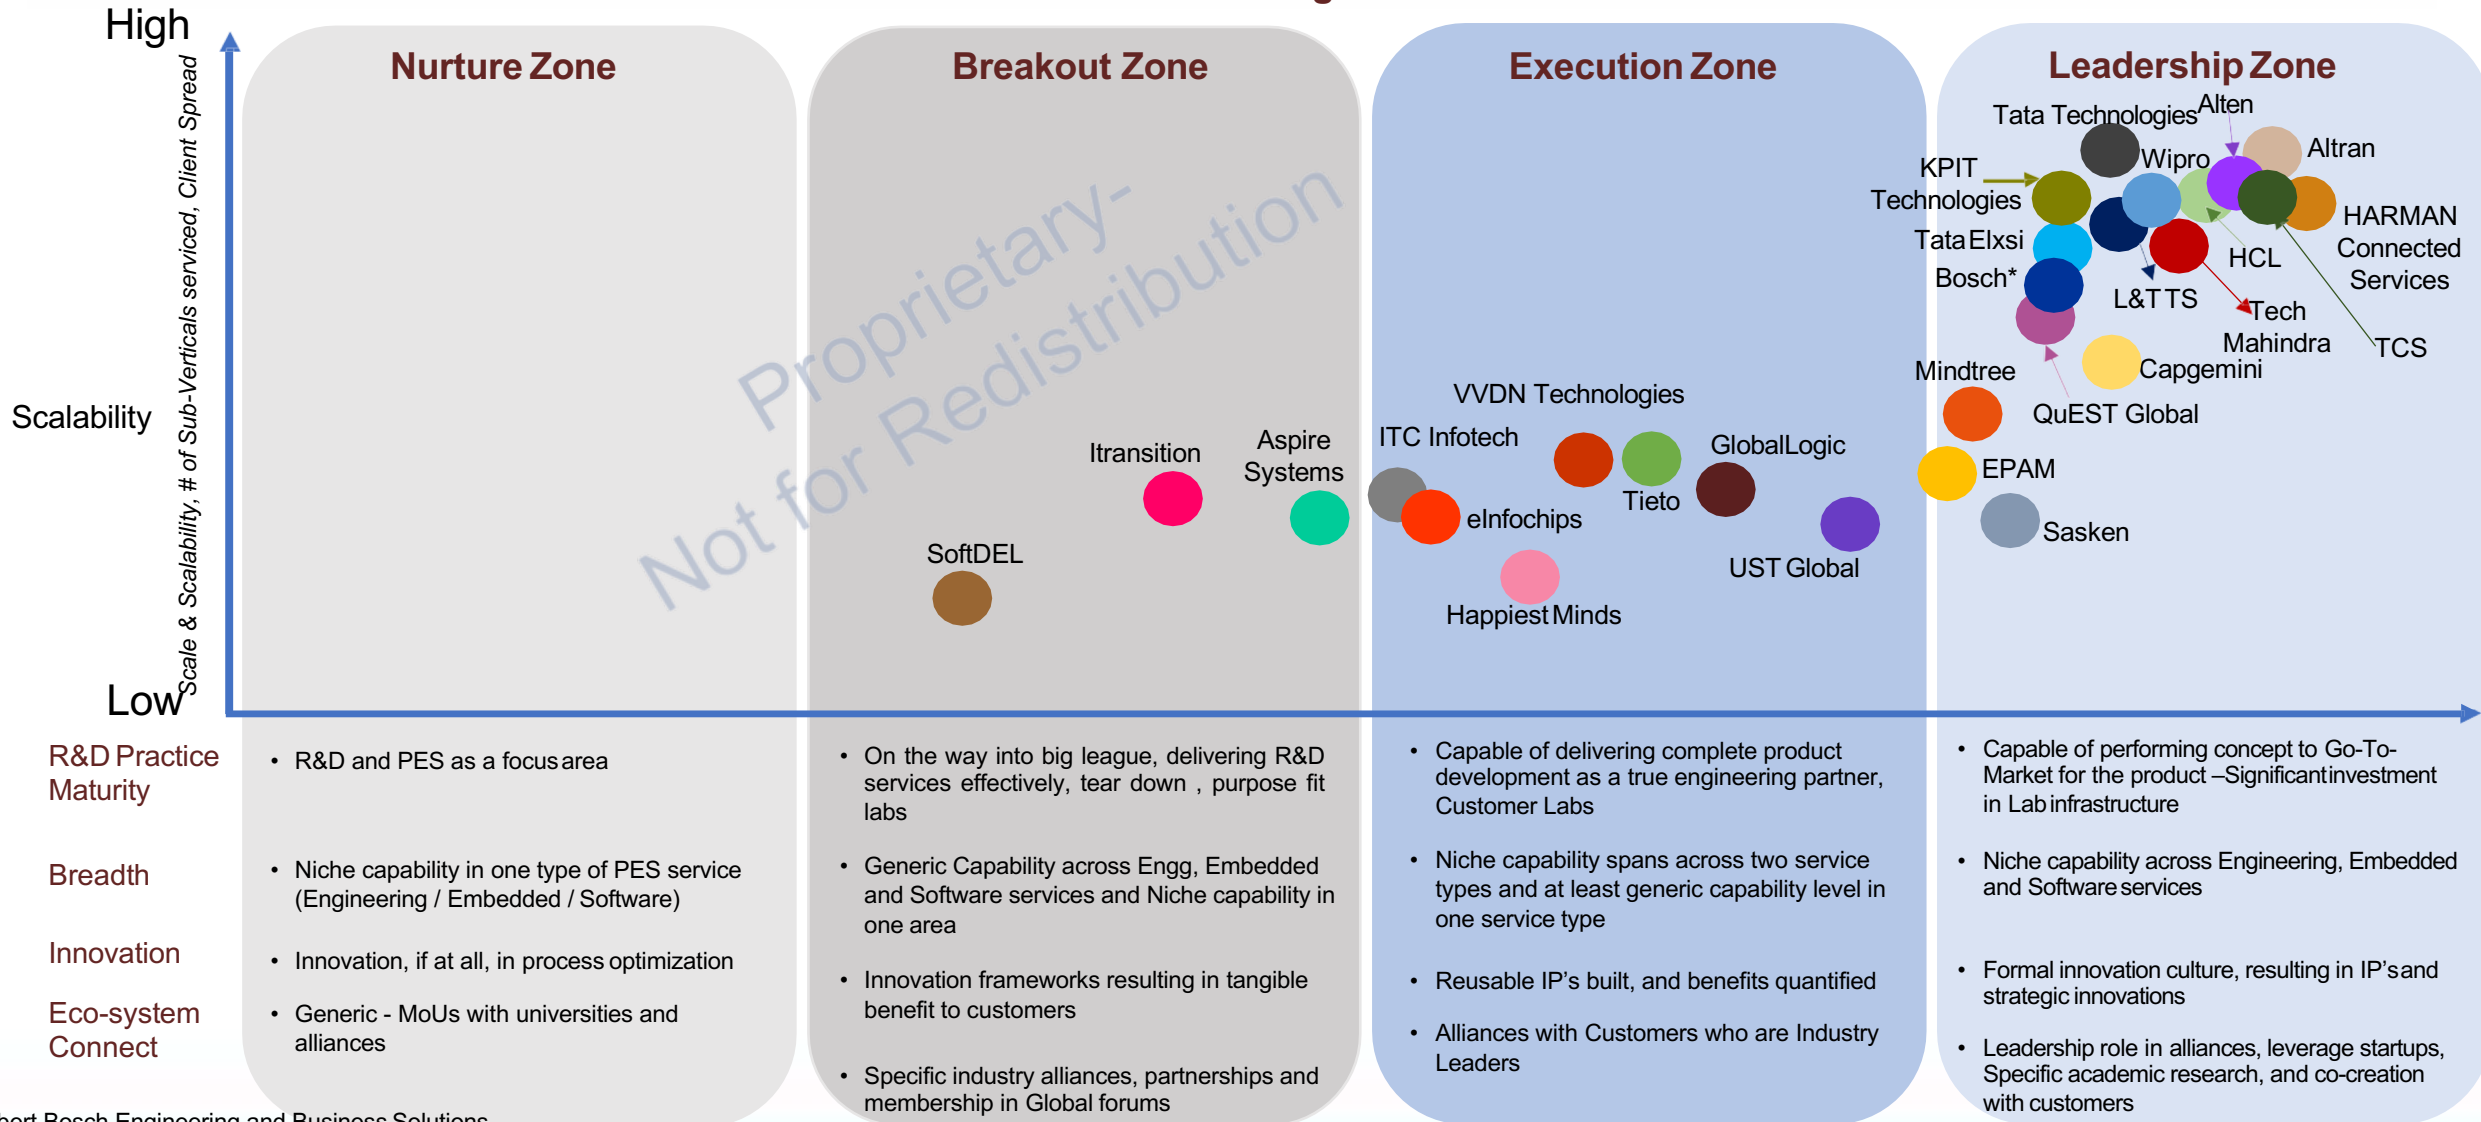 High
Nurture Zone
Breakout Zone
Execution Zone
Leadership Zone
Scale & Scalability, # of Sub-Verticals serviced, Client Spread
Scalability
Low
Proprietary-
Not for Redistribution
SoftDEL
Itransition
Aspire
Systems
ITC Infotech
eInfochips
VVDN Technologies
Tieto
GlobalLogic
Happiest Minds
UST Global
Tata Technologies
Alten
Altran
Wipro
KPIT
Technologies
HARMAN
Connected
Services
Tata Elxsi
HCL
Bosch*
L&T TS
Tech
Mahindra
TCS
Mindtree
Capgemini
QuEST Global
EPAM
Sasken
R&D Practice
Maturity
• R&D and PES as a focus area
• On the way into big league, delivering R&D
services effectively, tear down , purpose fit
labs
• Capable of delivering complete product
development as a true engineering partner,
Customer Labs
• Capable of performing concept to Go-To-
Market for the product –Significant investment
in Lab infrastructure
Breadth
• Niche capability in one type of PES service
(Engineering / Embedded / Software)
• Generic Capability across Engg, Embedded
and Software services and Niche capability in
one area
• Niche capability spans across two service
types and at least generic capability level in
one service type
• Niche capability across Engineering, Embedded
and Software services
Innovation
• Innovation, if at all, in process optimization
• Innovation frameworks resulting in tangible
benefit to customers
• Reusable IP’s built, and benefits quantified
• Formal innovation culture, resulting in IP’s and
strategic innovations
Eco-system
Connect
• Generic - MoUs with universities and
alliances
• Specific industry alliances, partnerships and
membership in Global forums
• Alliances with Customers who are Industry
Leaders
• Leadership role in alliances, leverage startups,
Specific academic research, and co-creation
with customers
Bosch Engineering and Business Solutions